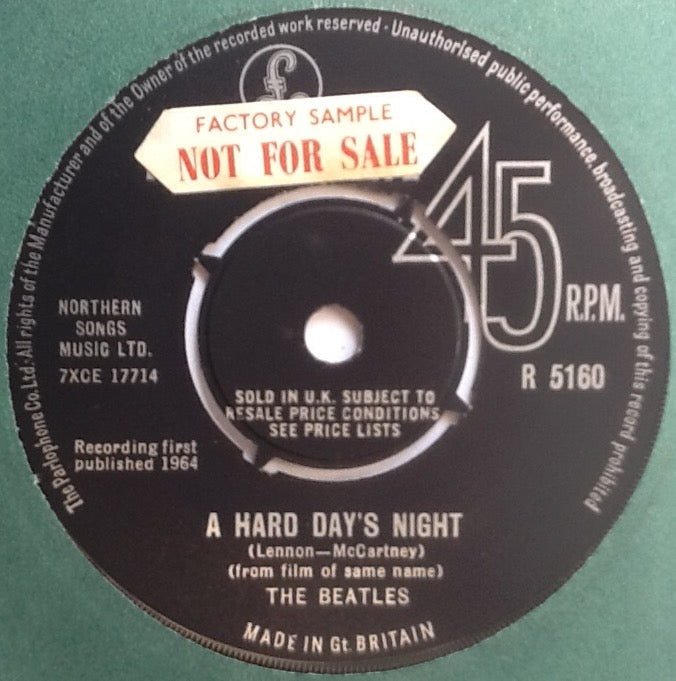 The Parlophone Co. Ltd · All rights of the Manufacturer and of the Owner of the recorded work reserved · Unauthorised public performance, broadcasting and copying of this record prohibited
£
FACTORY SAMPLE
NOT FOR SALE
45
R.P.M.
R 5160
NORTHERN
SONGS
MUSIC LTD.
7XCE 17714
SOLD IN U.K. SUBJECT TO
RESALE PRICE CONDITIONS
SEE PRICE LISTS
Recording first
published 1964
A HARD DAY'S NIGHT
(Lennon—McCartney)
(from film of same name)
THE BEATLES
MADE IN Gt. BRITAIN